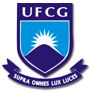 UFCG
SUPRA OMNES LUX LUCES